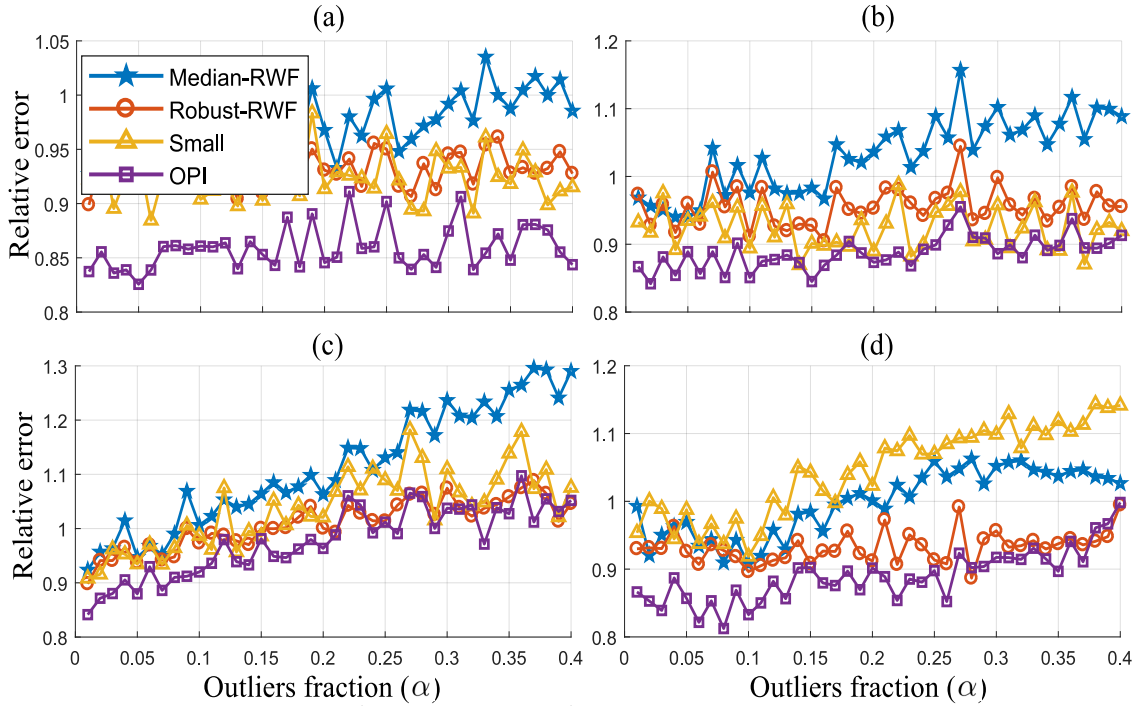 (a)
(b)
1.05
1
0.95
0.9
0.85
0.8
Relative error
Median-RWF
Robust-RWF
Small
OPI
1.2
1.1
1
0.9
0.8
(c)
(d)
1.3
1.2
1.1
1
0.9
0.8
Relative error
0 0.05 0.1 0.15 0.2 0.25 0.3 0.35 0.4
Outliers fraction (α)
1.2
1.1
1
0.9
0.8
0 0.05 0.1 0.15 0.2 0.25 0.3 0.35 0.4
Outliers fraction (α)